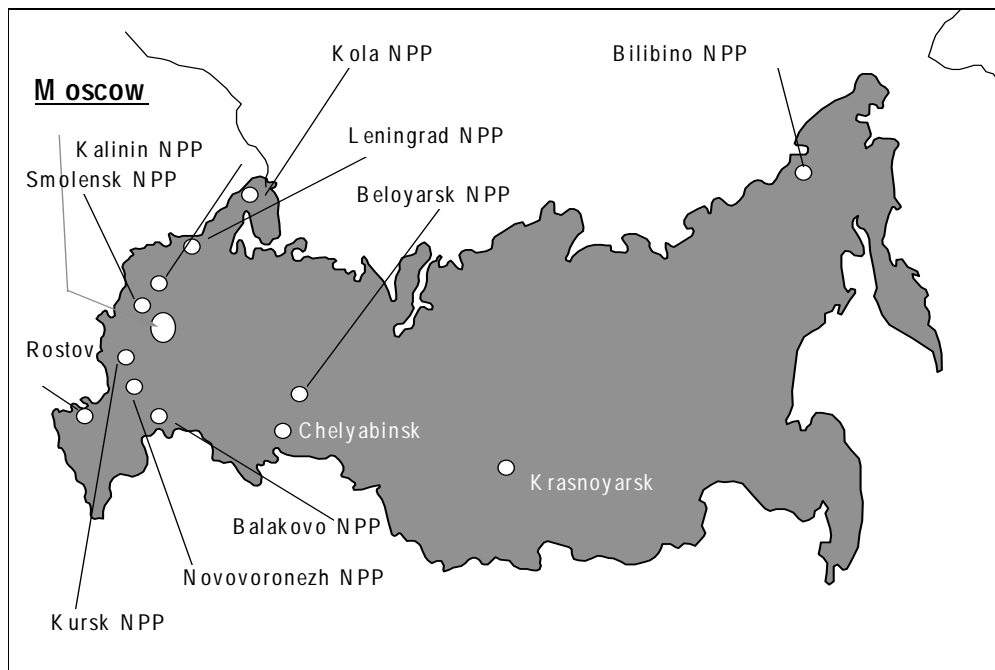 Kola NPP
Bilibino NPP
Moscow
Leningrad NPP
Kalinin NPP
Smolensk NPP
Beloyarsk NPP
Rostov
Chelyabinsk
Krasnoyarsk
Balakovo NPP
Novovoronezh NPP
Kursk NPP